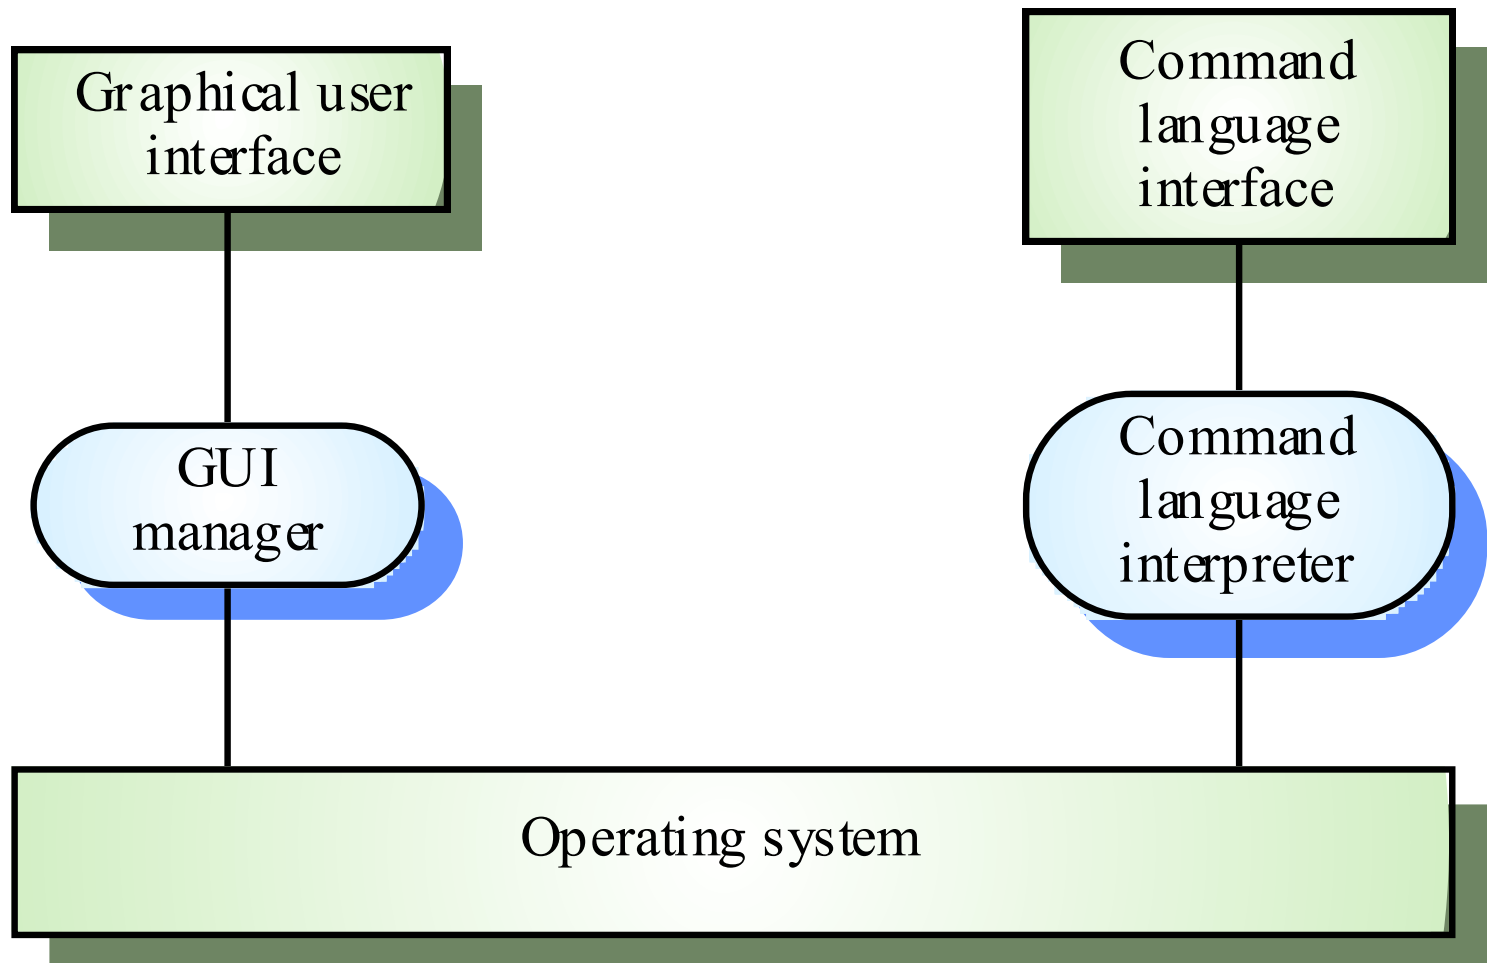 Graphical user
interface
Command
language
interface
GUI
manager
Command
language
interpreter
Operating system